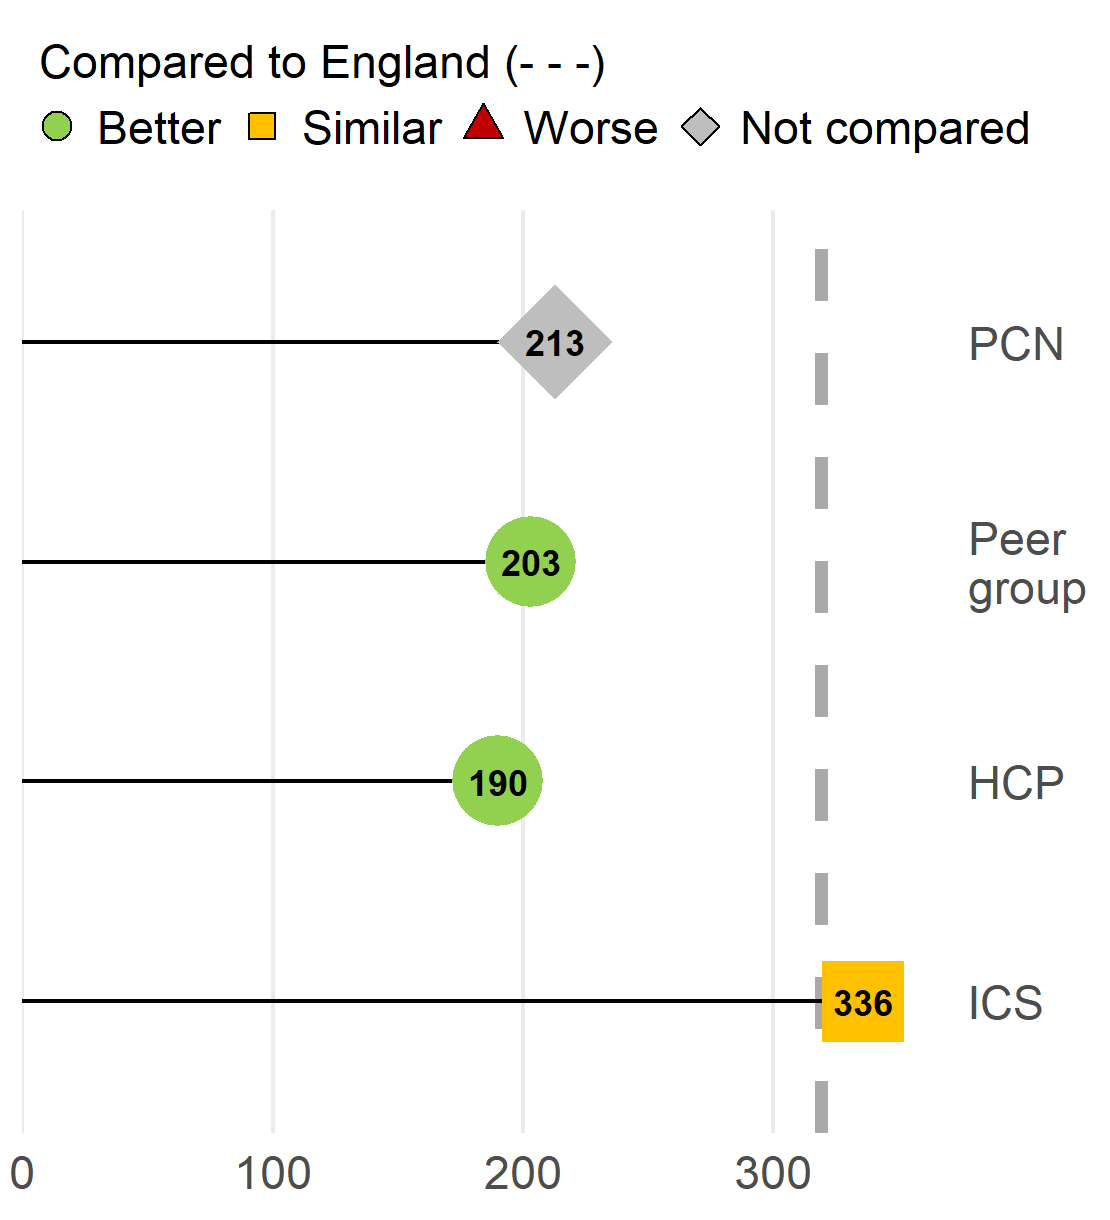 Compared to England (- - -)
Better Similar Worse Not compared
213 PCN
203 Peer
group
190 HCP
336 ICS
0 100 200 300